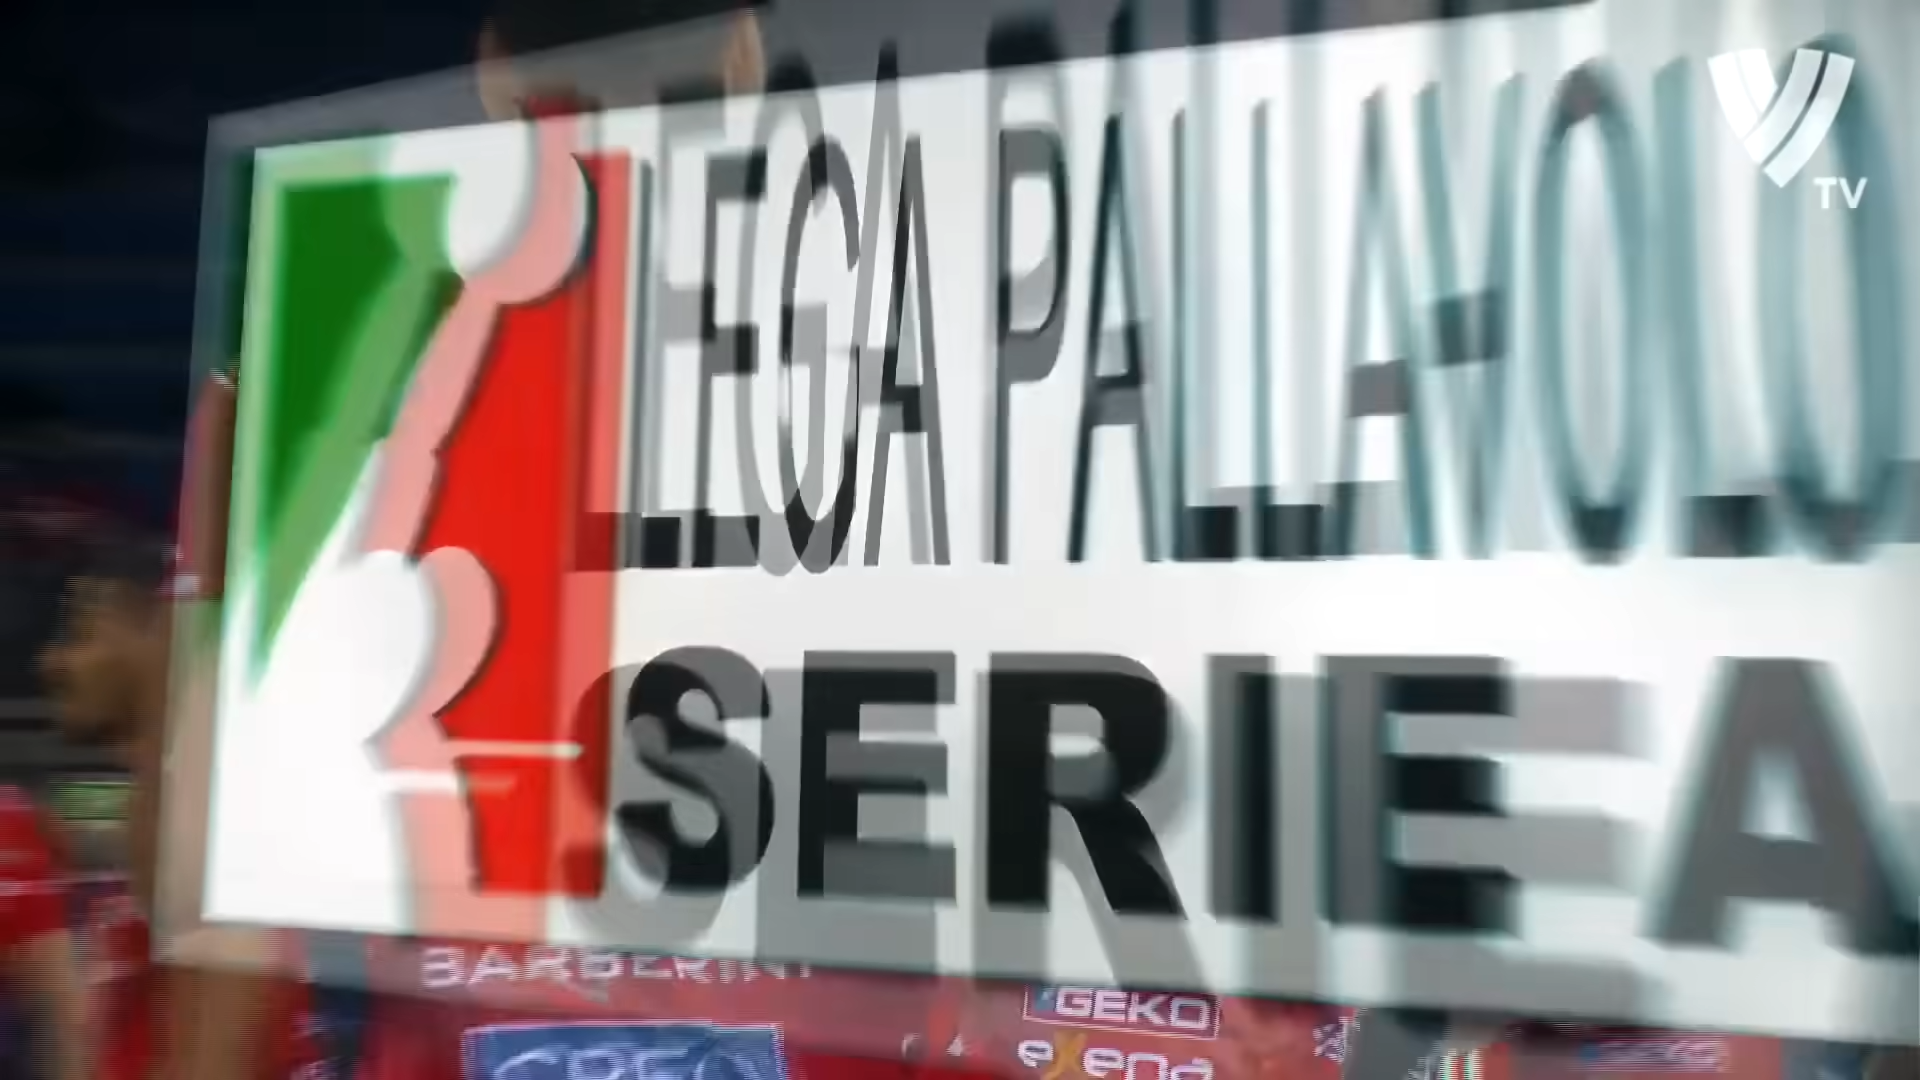 TV
LEGA PALLAVOLO
SERIE A
BARBERINI
GEKO
exena